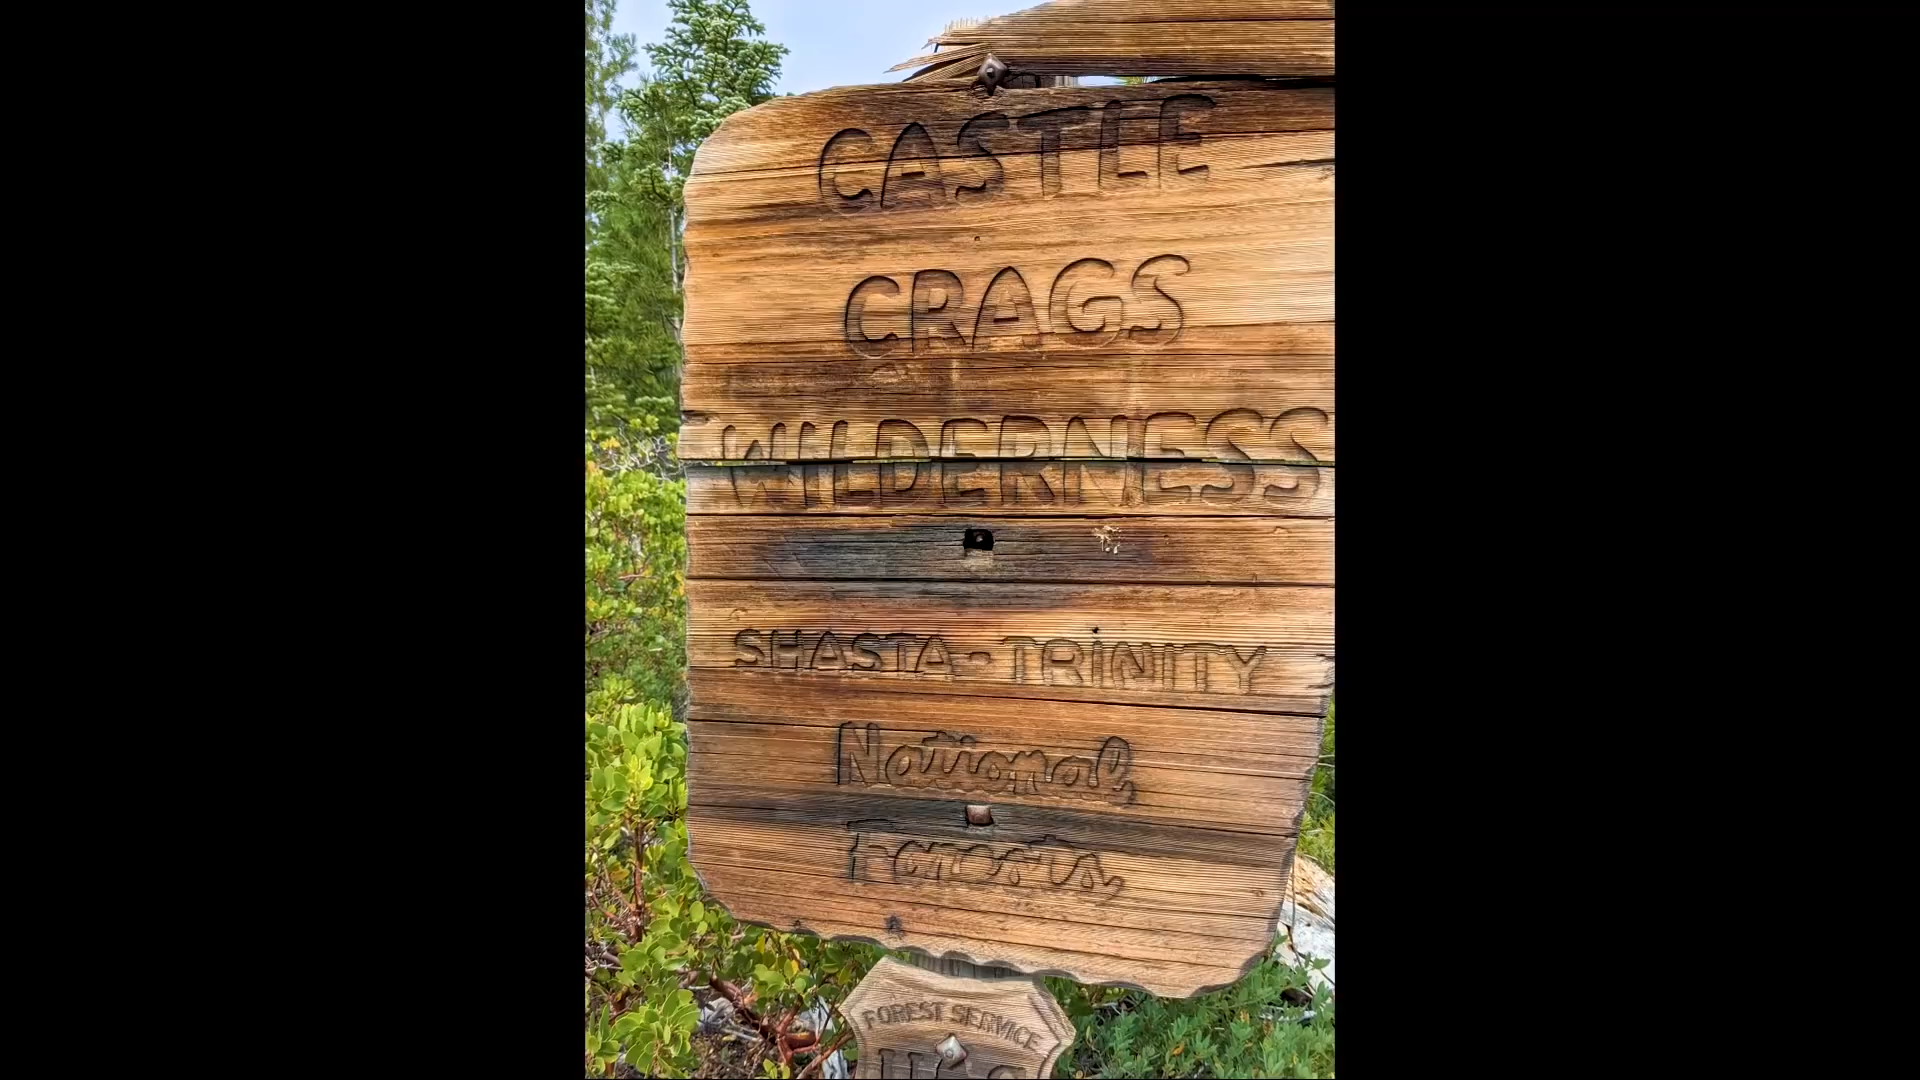 CASTLE
CRAGS
WILDERNESS
SHASTA-TRINITY
National
Forests
FOREST SERVICE